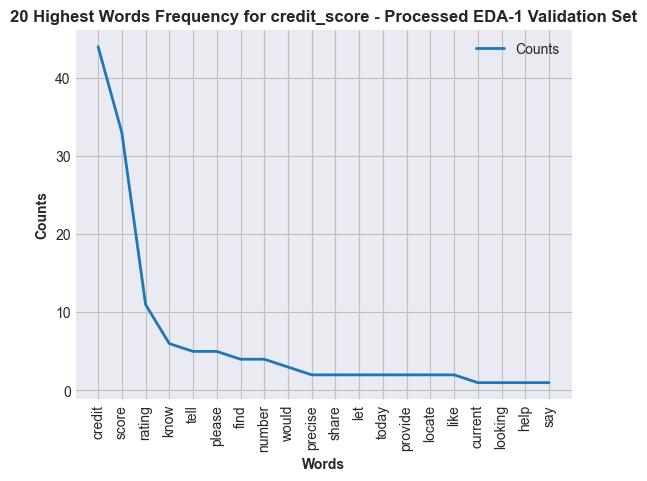 20 Highest Words Frequency for credit_score - Processed EDA-1 Validation Set
Counts
40
30
20
10
0
Counts
credit
score
rating
know
tell
please
find
number
would
precise
share
let
today
provide
locate
like
current
looking
help
say
Words